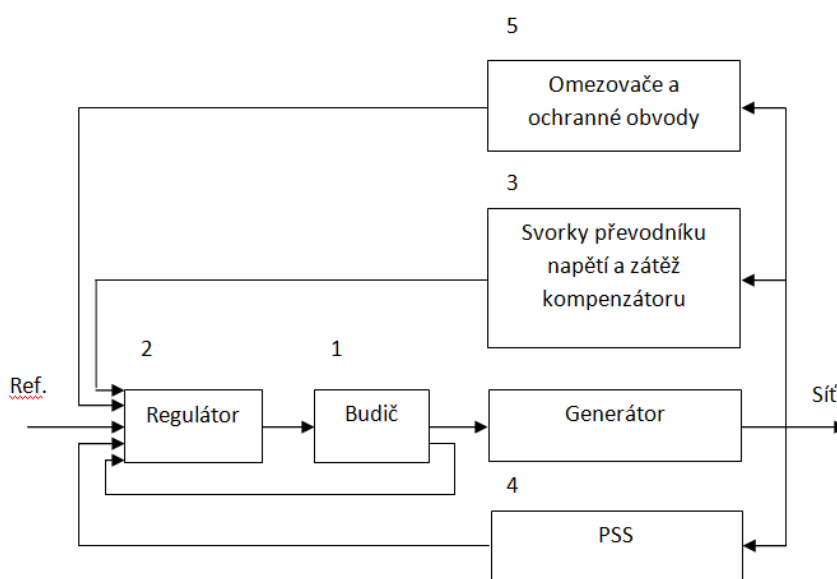 5
Omezovače a
ochranné obvody
3
Svorky převodníku
napětí a zátěž
kompenzátoru
2
1
Ref.
Regulátor
Budič
Generátor
Síť
4
PSS